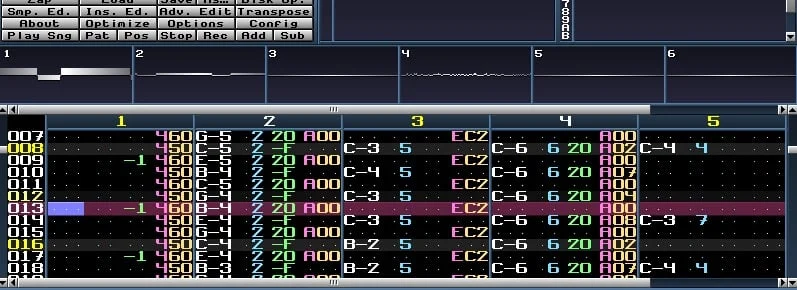 Smp. Ed. Ins. Ed. Adv. Edit Transpose
About Optimize Options Config
Play Sng Pat Pos Stop Rec Add Sub
7
8
9
A
B
1 2 3 4 5 6
1 2 3 4 5
007 460 G-5 2 20 A00 EC2 A00
008 450 C-5 2 -F C-3 5 C-6 6 20 A02 C-4 4
009 -1 460 E-5 2 20 A00 EC2 A00
010 450 B-4 2 -F C-4 5 C-6 6 20 A07
011 460 C-5 2 20 A00 EC2 A00
012 450 G-4 2 -F C-6 6 20 A04
013 -1 460 B-4 2 20 A00 EC2 A00
014 450 E-4 2 -F C-3 5 C-6 6 20 A08 C-3 7
015 460 G-4 2 20 A00 EC2 A00
016 450 C-4 2 -F B-2 5 C-6 6 20 A02
017 -1 460 E-4 2 20 A00 EC2 A00
018 450 B-3 2 -F B-2 5 C-6 6 20 A07 C-4 4